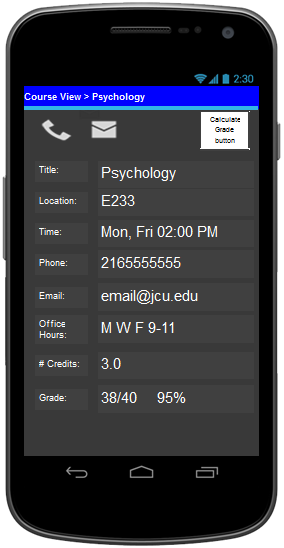 2:30
Course View > Psychology
Calculate
Grade
button
Title: Psychology
Location: E233
Time: Mon, Fri 02:00 PM
Phone: 2165555555
Email: email@jcu.edu
Office
Hours: M W F 9-11
# Credits: 3.0
Grade: 38/40 95%